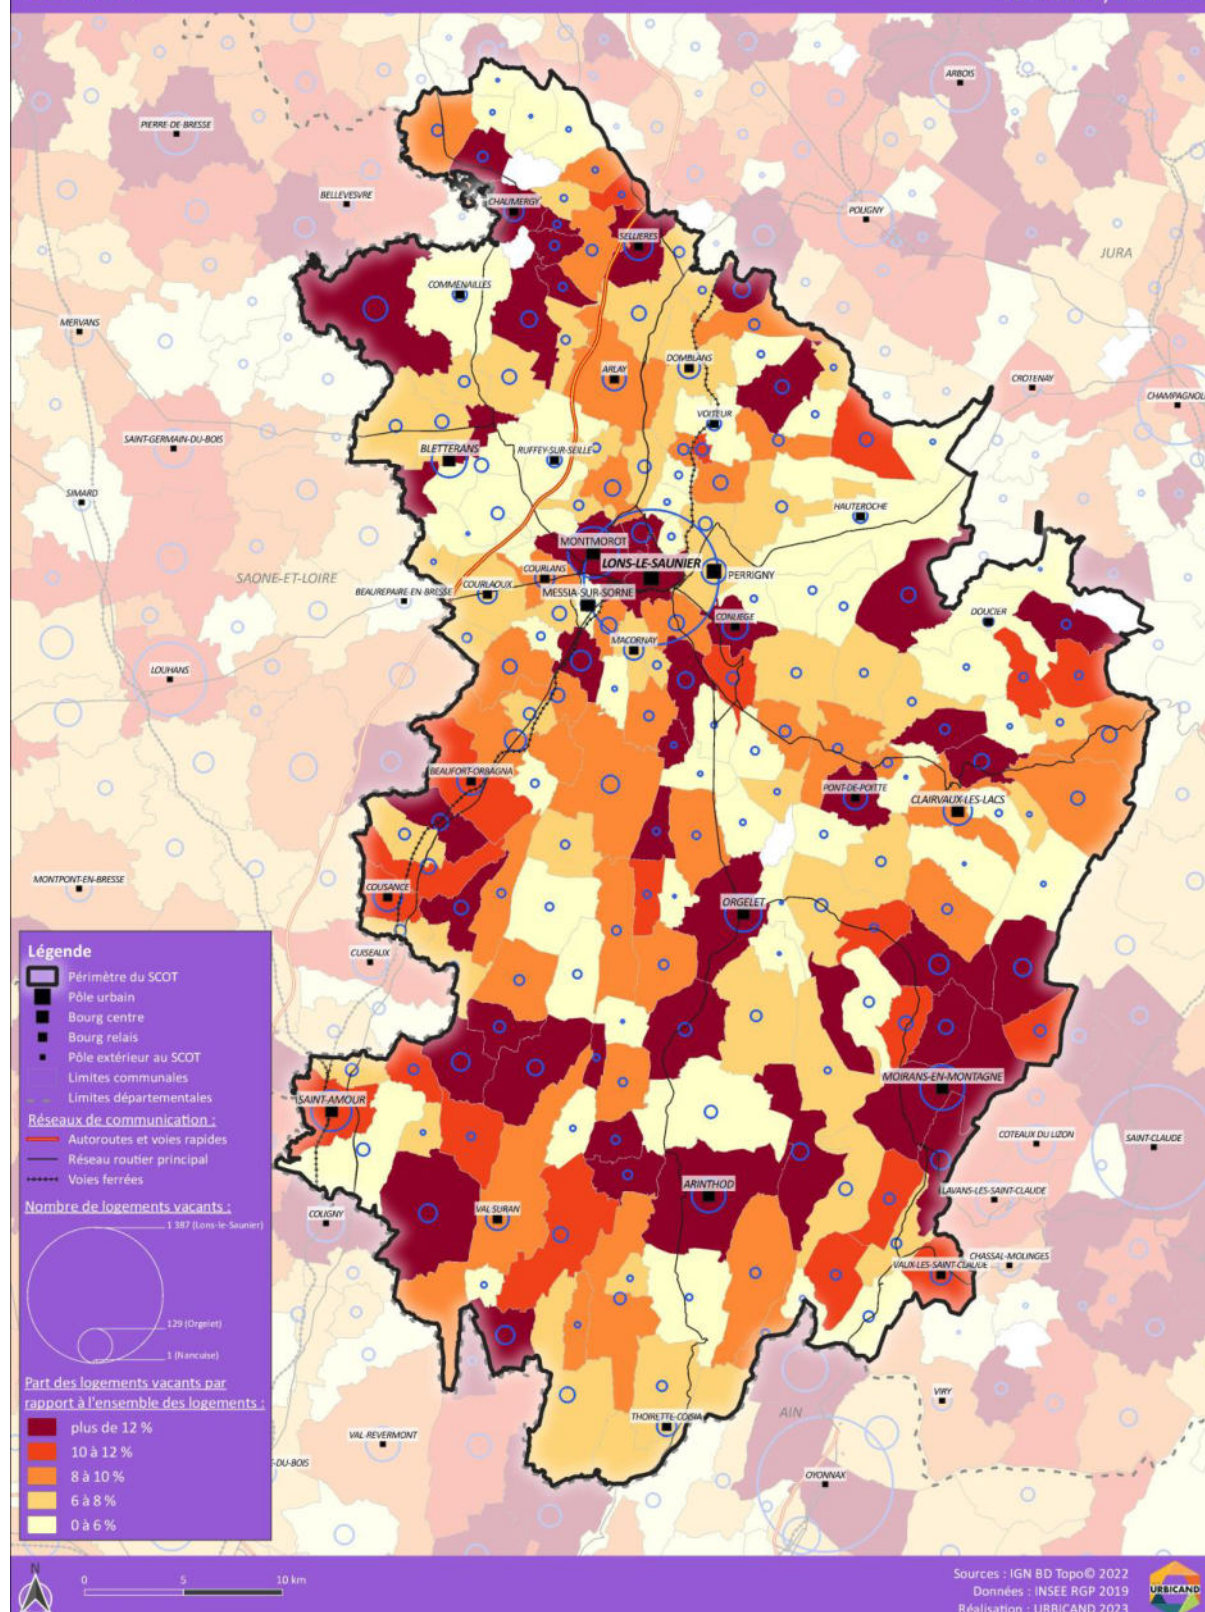 ARBOIS
PIERRE-DE-BRESSE
BELLEVESVRE
CHAUMERGY
POLIGNY
SELLIERES
JURA
COMMENAILLES
MERVANS
DOMBLANS
ARLAY
CROTENAY
CHAMPAGNOL
VOITEUR
SAINT-GERMAIN-DU-BOIS
BLETTERANS
RUFFEY-SUR-SEILLE
SIMARD
HAUTEROCHE
MONTMOROT
LONS-LE-SAUNIER
PERRIGNY
COURLANS
SAONE-ET-LOIRE
COURLAOUX
BEAUREPAIRE-EN-BRESSE
MESSIA-SUR-SORNE
CONLIEGE
DOUCIER
MACORNAY
LOUHANS
BEAUFORT-ORBAGNA
PONT-DE-POITTE
CLAIRVAUX-LES-LACS
MONTPONT-EN-BRESSE
COUSANCE
ORGELET
CUISEAUX
MOIRANS-EN-MONTAGNE
SAINT-AMOUR
COTEAUX DU LIZON
SAINT-CLAUDE
ARINTHOD
LAVANS-LES-SAINT-CLAUDE
COLIGNY
VAL SURAN
CHASSAL-MOLINGES
VAUX-LES-SAINT-CLAUDE
VIRY
THOIRETTE-COISIA
AIN
VAL-REVERMONT
-DU-BOIS
OYONNAX
Légende
Périmètre du SCOT
Pôle urbain
Bourg centre
Bourg relais
Pôle extérieur au SCOT
Limites communales
Limites départementales
Réseaux de communication :
Autoroutes et voies rapides
Réseau routier principal
Voies ferrées
Nombre de logements vacants :
1 387 (Lons-le-Saunier)
129 (Orgelet)
1 (Nancuise)
Part des logements vacants par
rapport à l'ensemble des logements :
plus de 12 %
10 à 12 %
8 à 10 %
6 à 8 %
0 à 6 %
N
0 5 10 km
Sources : IGN BD Topo© 2022
Données : INSEE RGP 2019
Réalisation : URBICAND 2023
URBICAND